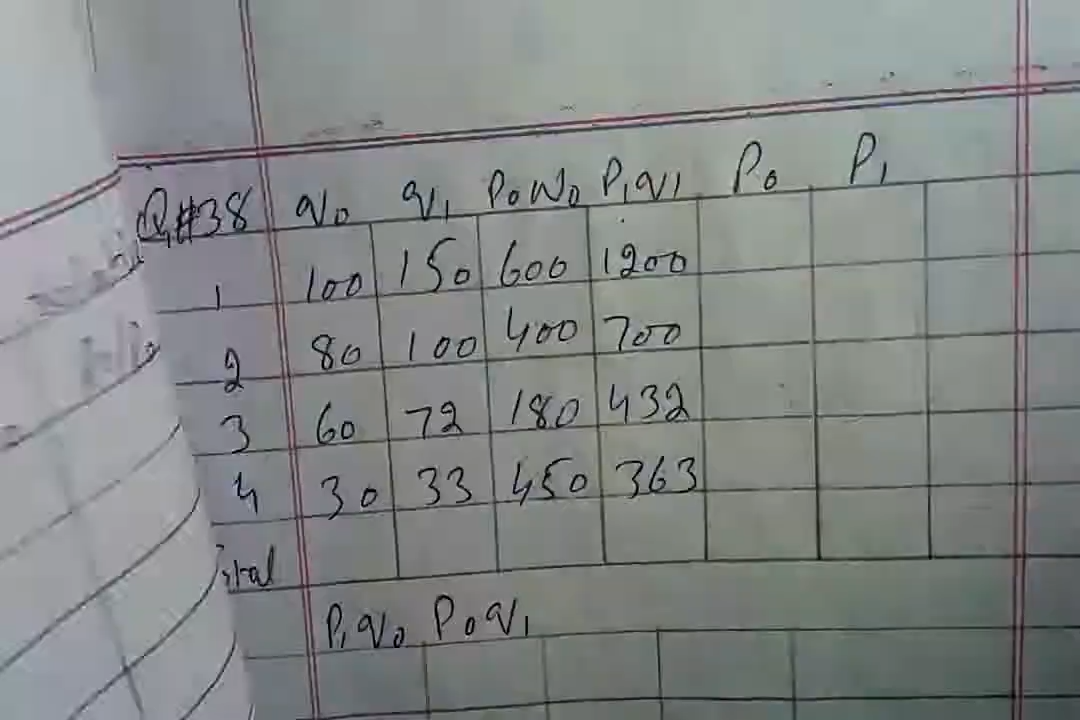 Q#38 q0 q1 P0W0 P1q1 P0 P1
1 100 150 600 1200
2 80 100 400 700
3 60 72 180 432
4 30 33 450 363
P1q0 P0q1